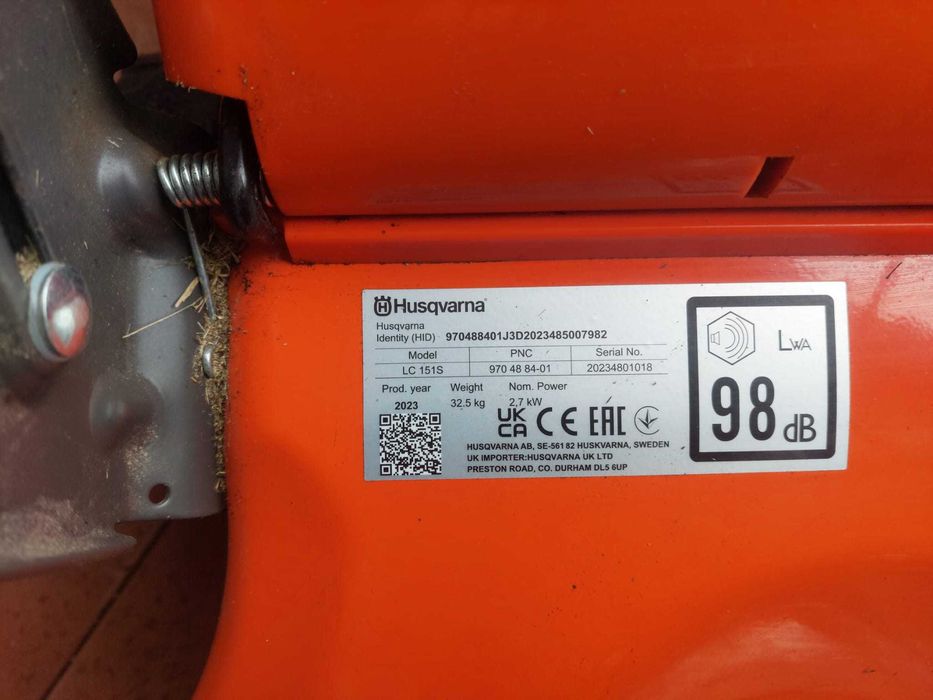 Husqvarna
Husqvarna
Identity (HID) 970488401J3D2023485007982
Model PNC Serial No.
LC 151S 970 48 84-01 20234801018
Prod. year Weight Nom. Power
2023 32.5 kg 2,7 kW
UK CA CE EAC
HUSQVARNA AB, SE-561 82 HUSKVARNA, SWEDEN
UK IMPORTER:HUSQVARNA UK LTD
PRESTON ROAD, CO. DURHAM DL5 6UP
LWA
98 dB